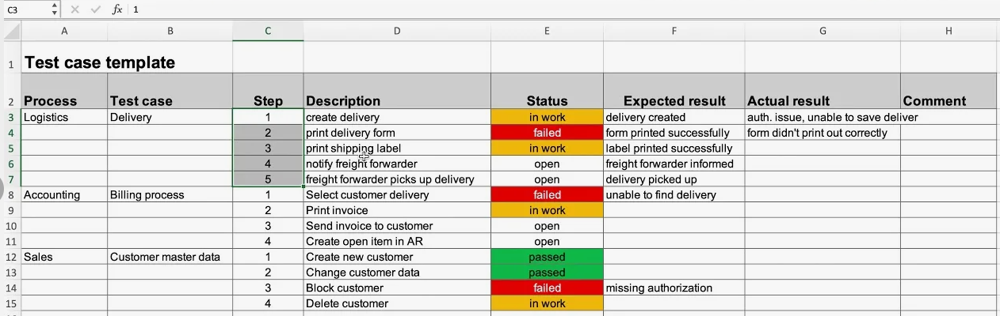 C3 fx 1
A B C D E F G H
1 Test case template
2 Process Test case Step Description Status Expected result Actual result Comment
3 Logistics Delivery 1 create delivery in work delivery created auth. issue, unable to save deliver
4 2 print delivery form failed form printed successfully form didn't print out correctly
5 3 print shipping label in work label printed successfully
6 4 notify freight forwarder open freight forwarder informed
7 5 freight forwarder picks up delivery open delivery picked up
8 Accounting Billing process 1 Select customer delivery failed unable to find delivery
9 2 Print invoice in work
10 3 Send invoice to customer open
11 4 Create open item in AR open
12 Sales Customer master data 1 Create new customer passed
13 2 Change customer data passed
14 3 Block customer failed missing authorization
15 4 Delete customer in work